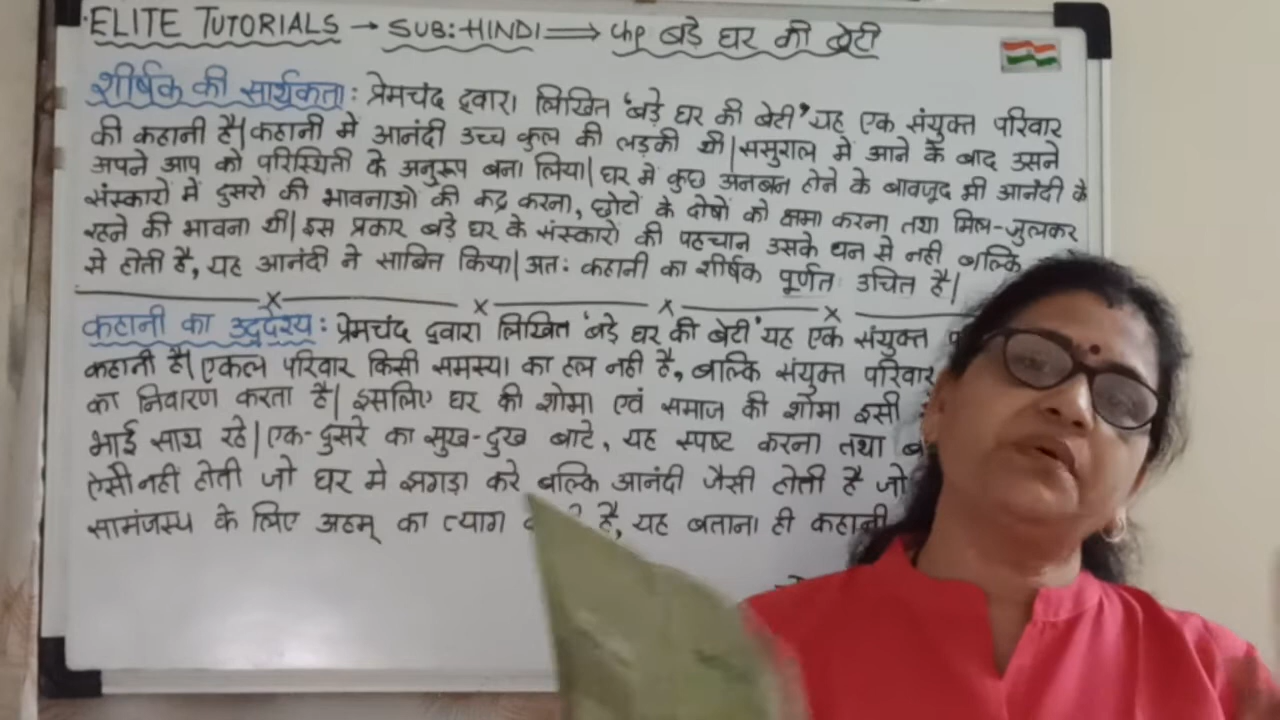 ELITE TUTORIALS → SUB:-HINDI ⟹ Chp बड़े घर की बेटी
शीर्षक की सार्थकता: प्रेमचंद द्वारा लिखित 'बड़े घर की बेटी' यह एक संयुक्त परिवार
की कहानी है| कहानी में आनंदी उच्च कुल की लड़की थी| ससुराल में आने के बाद उसने
अपने आप को परिस्थिती के अनुरूप बना लिया| घर मे कुछ अनबन होने के बावजूद भी आनंदी के
संस्कारों में दुसरों की भावनाओं की कद्र करना, छोटों के दोषों को क्षमा करना तथा मिल-जुलकर
रहने की भावना थी| इस प्रकार बड़े घर के संस्कारों की पहचान उसके धन से नही बल्कि
से होती है, यह आनंदी ने साबित किया| अत: कहानी का शीर्षक पूर्णत: उचित है|
कहानी का उद्देश्य: प्रेमचंद द्वारा लिखित 'बड़े घर की बेटी' यह एक संयुक्त
कहानी है| एकल परिवार किसी समस्या का हल नही है, बल्कि संयुक्त परिवार
का निवारण करता है| इसलिए घर की शोभा एवं समाज की शोभा इसी
भाई साथ रहे| एक-दुसरे का सुख-दुख बाटे, यह स्पष्ट करना तथा
ऐसी नही होती जो घर मे झगड़ा करे बल्कि आनंदी जैसी होती है जो
सामंजस्य के लिए अहम् का त्याग है, यह बताना ही कहानी